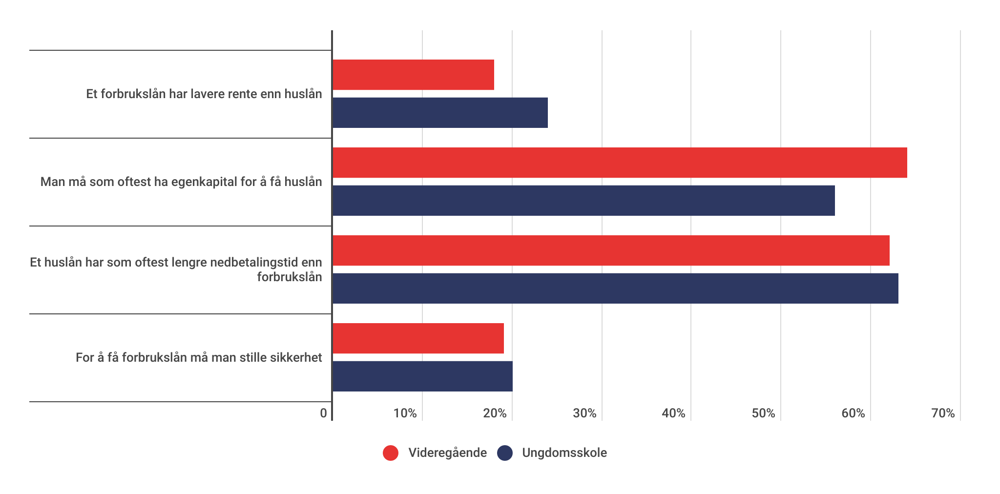 Et forbrukslån har lavere rente enn huslån
Man må som oftest ha egenkapital for å få huslån
Et huslån har som oftest lengre nedbetalingstid enn
forbrukslån
For å få forbrukslån må man stille sikkerhet
0 10% 20% 30% 40% 50% 60% 70%
Videregående Ungdomsskole